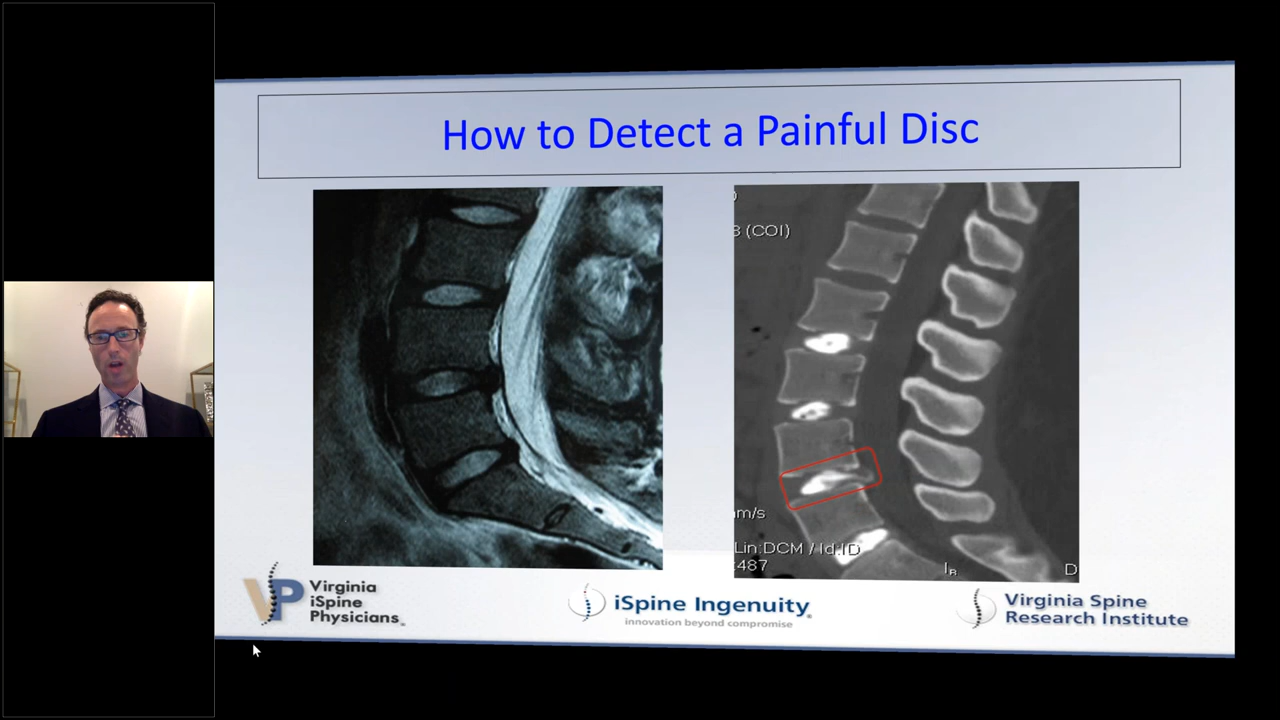 How to Detect a Painful Disc
(COI)
Lin:DCM / Id:ID
487
D
Virginia
iSpine
Physicians.
iSpine Ingenuity
innovation beyond compromise
Virginia Spine
Research Institute